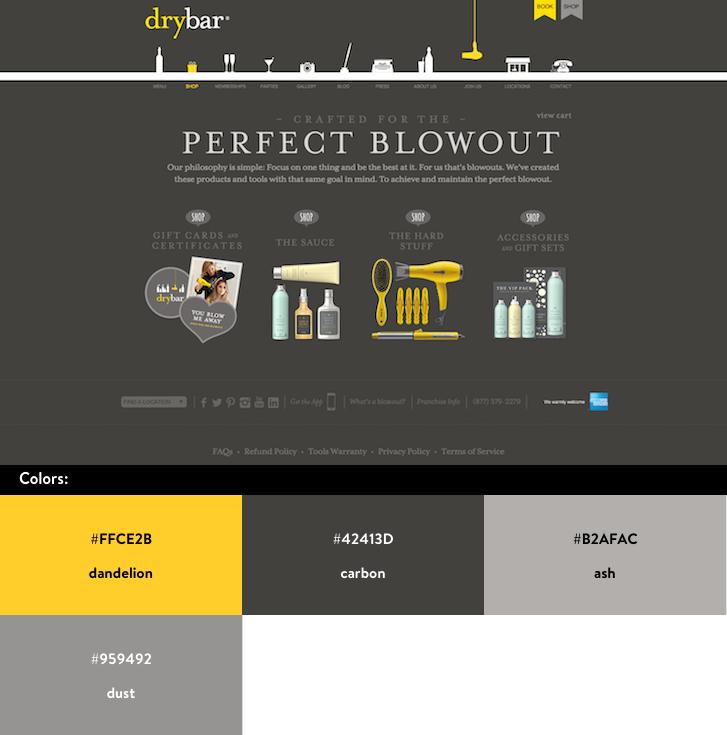 drybar®
BOOK
SHOP
MENU
SHOP
MEMBERSHIPS
PARTIES
GALLERY
BLOG
PRESS
ABOUT US
JOIN US
LOCATIONS
CONTACT
view cart
– CRAFTED FOR THE –
PERFECT BLOWOUT
Our philosophy is simple: Focus on one thing and be the best at it. For us that's blowouts. We've created
these products and tools with that same goal in mind. To achieve and maintain the perfect blowout.
SHOP
GIFT CARDS AND
CERTIFICATES
drybar
YOU BLOW
ME AWAY
SHOP
THE SAUCE
SHOP
THE HARD
STUFF
SHOP
ACCESSORIES
AND GIFT SETS
THE VIP PACK
FIND A LOCATION
Get the App
What's a blowout?
Franchise Info
(877) 379-2279
We warmly welcome
FAQs • Refund Policy • Tools Warranty • Privacy Policy • Terms of Service
Colors:
#FFCE2B
dandelion
#42413D
carbon
#B2AFAC
ash
#959492
dust